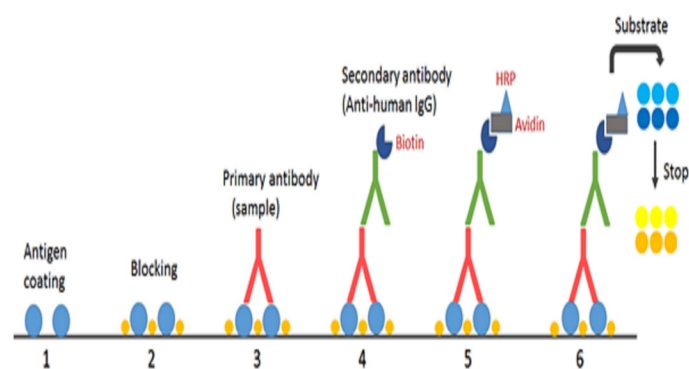 Substrate
Secondary antibody
(Anti-human IgG)
HRP
Biotin
Avidin
Stop
Primary antibody
(sample)
Antigen
coating
Blocking
1 2 3 4 5 6